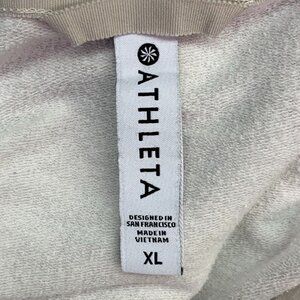 ATHLETA
DESIGNED IN
SAN FRANCISCO
MADE IN
VIETNAM
XL